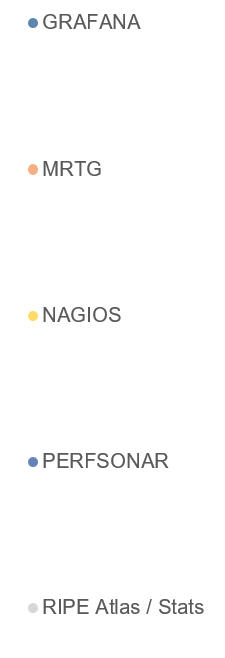 GRAFANA
MRTG
NAGIOS
PERFSONAR
RIPE Atlas / Stats